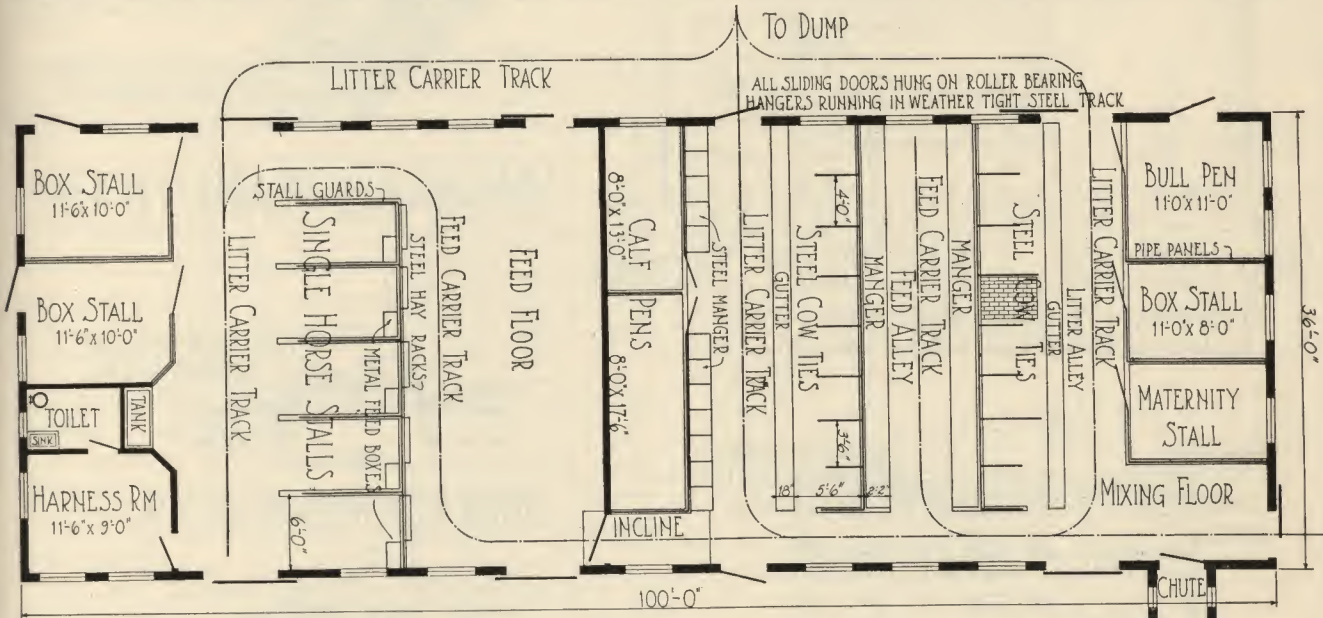 TO DUMP
LITTER CARRIER TRACK
ALL SLIDING DOORS HUNG ON ROLLER BEARING
HANGERS RUNNING IN WEATHER TIGHT STEEL TRACK
BOX STALL
11'-6" x 10'-0"
BOX STALL
11'-6" x 10'-0"
TOILET
SINK
TANK
HARNESS RM
11'-6" x 9'-0"
LITTER CARRIER TRACK
STALL GUARDS
SINGLE HORSE STALLS
6'-0"
METAL FEED BOXES
STEEL HAY RACKS
FEED CARRIER TRACK
FEED FLOOR
CALF PENS
8'-0" x 13'-0"
8'-0" x 17'-6"
INCLINE
STEEL MANGER
LITTER CARRIER TRACK
GUTTER
STEEL COW TIES
4'-0"
3'-6"
18"
5'-6"
2'-2"
MANGER
FEED ALLEY
FEED CARRIER TRACK
MANGER
STEEL COW TIES
GUTTER
LITTER ALLEY
LITTER CARRIER TRACK
BULL PEN
11'-0" x 11'-0"
PIPE PANELS
BOX STALL
11'-0" x 8'-0"
MATERNITY
STALL
MIXING FLOOR
CHUTE
36'-0"
100'-0"